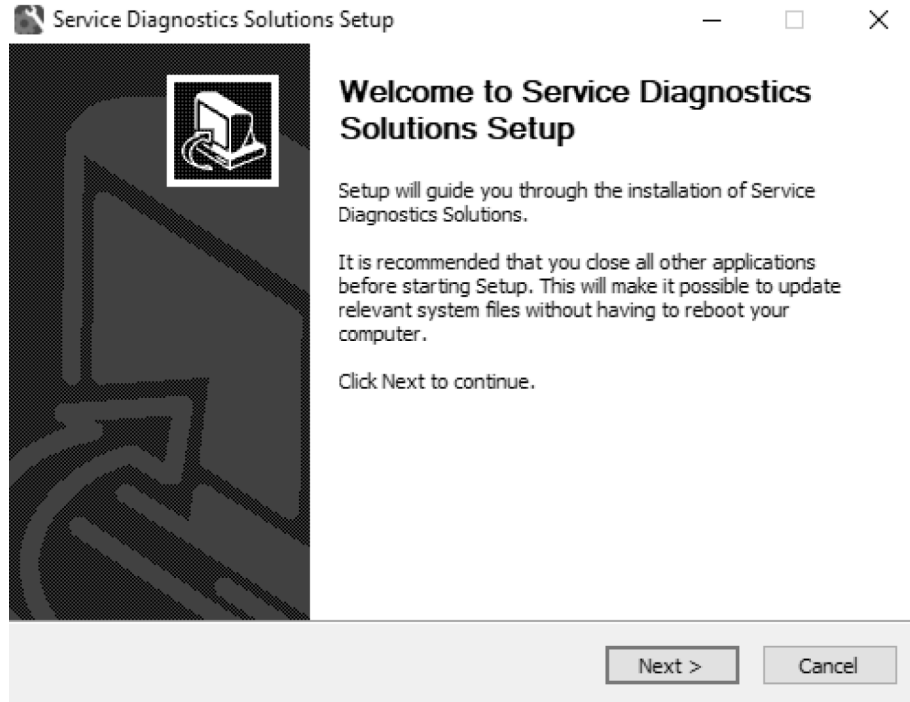 Service Diagnostics Solutions Setup
Welcome to Service Diagnostics
Solutions Setup
Setup will guide you through the installation of Service
Diagnostics Solutions.
It is recommended that you close all other applications
before starting Setup. This will make it possible to update
relevant system files without having to reboot your
computer.
Click Next to continue.
Next >
Cancel